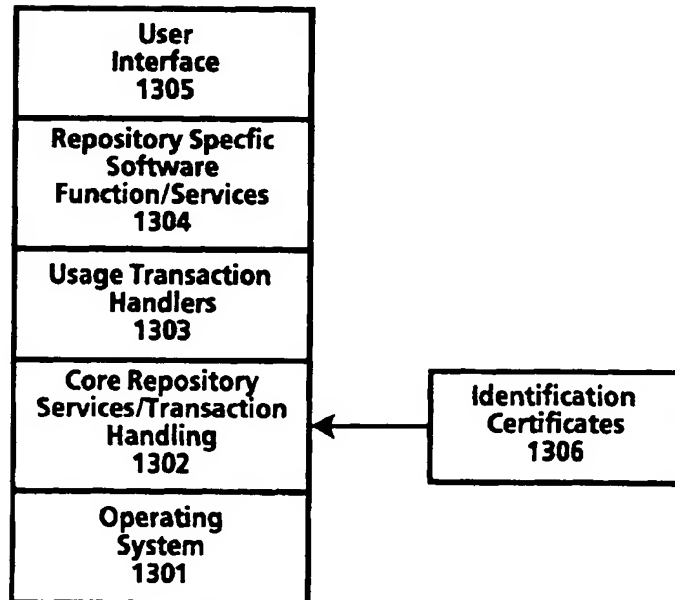 User
Interface
1305
Repository Specfic
Software
Function/Services
1304
Usage Transaction
Handlers
1303
Core Repository
Services/Transaction
Handling
1302
Identification
Certificates
1306
Operating
System
1301